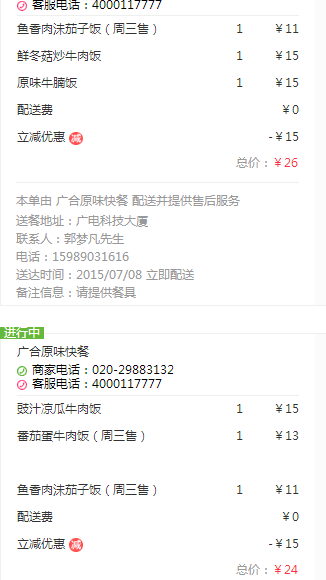 客服电话：4000117777
鱼香肉沫茄子饭（周三售） 1 ￥11
鲜冬菇炒牛肉饭 1 ￥15
原味牛腩饭 1 ￥15
配送费 ￥0
立减优惠 减 -￥15
总价：￥26
本单由 广合原味快餐 配送并提供售后服务
送餐地址：广电科技大厦
联系人：郭梦凡先生
电话：15989031616
送达时间：2015/07/08 立即配送
备注信息：请提供餐具
进行中
广合原味快餐
商家电话：020-29883132
客服电话：4000117777
豉汁凉瓜牛肉饭 1 ￥15
番茄蛋牛肉饭（周三售） 1 ￥13
鱼香肉沫茄子饭（周三售） 1 ￥11
配送费 ￥0
立减优惠 减 -￥15
总价：￥24